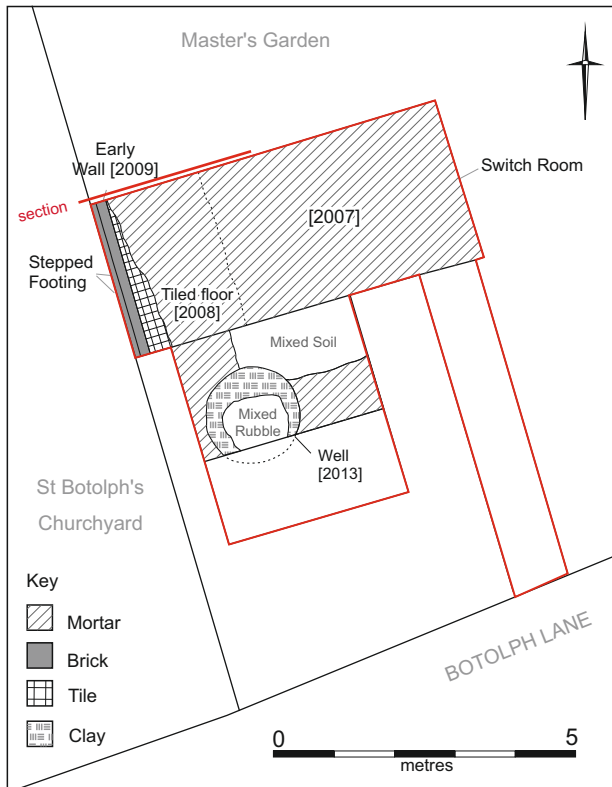 Master's Garden
Early
Wall [2009]
Switch Room
section
[2007]
Stepped
Footing
Tiled floor
[2008]
Mixed Soil
Mixed
Rubble
Well
[2013]
St Botolph's
Churchyard
Key
Mortar
Brick
Tile
Clay
BOTOLPH LANE
0 5
metres